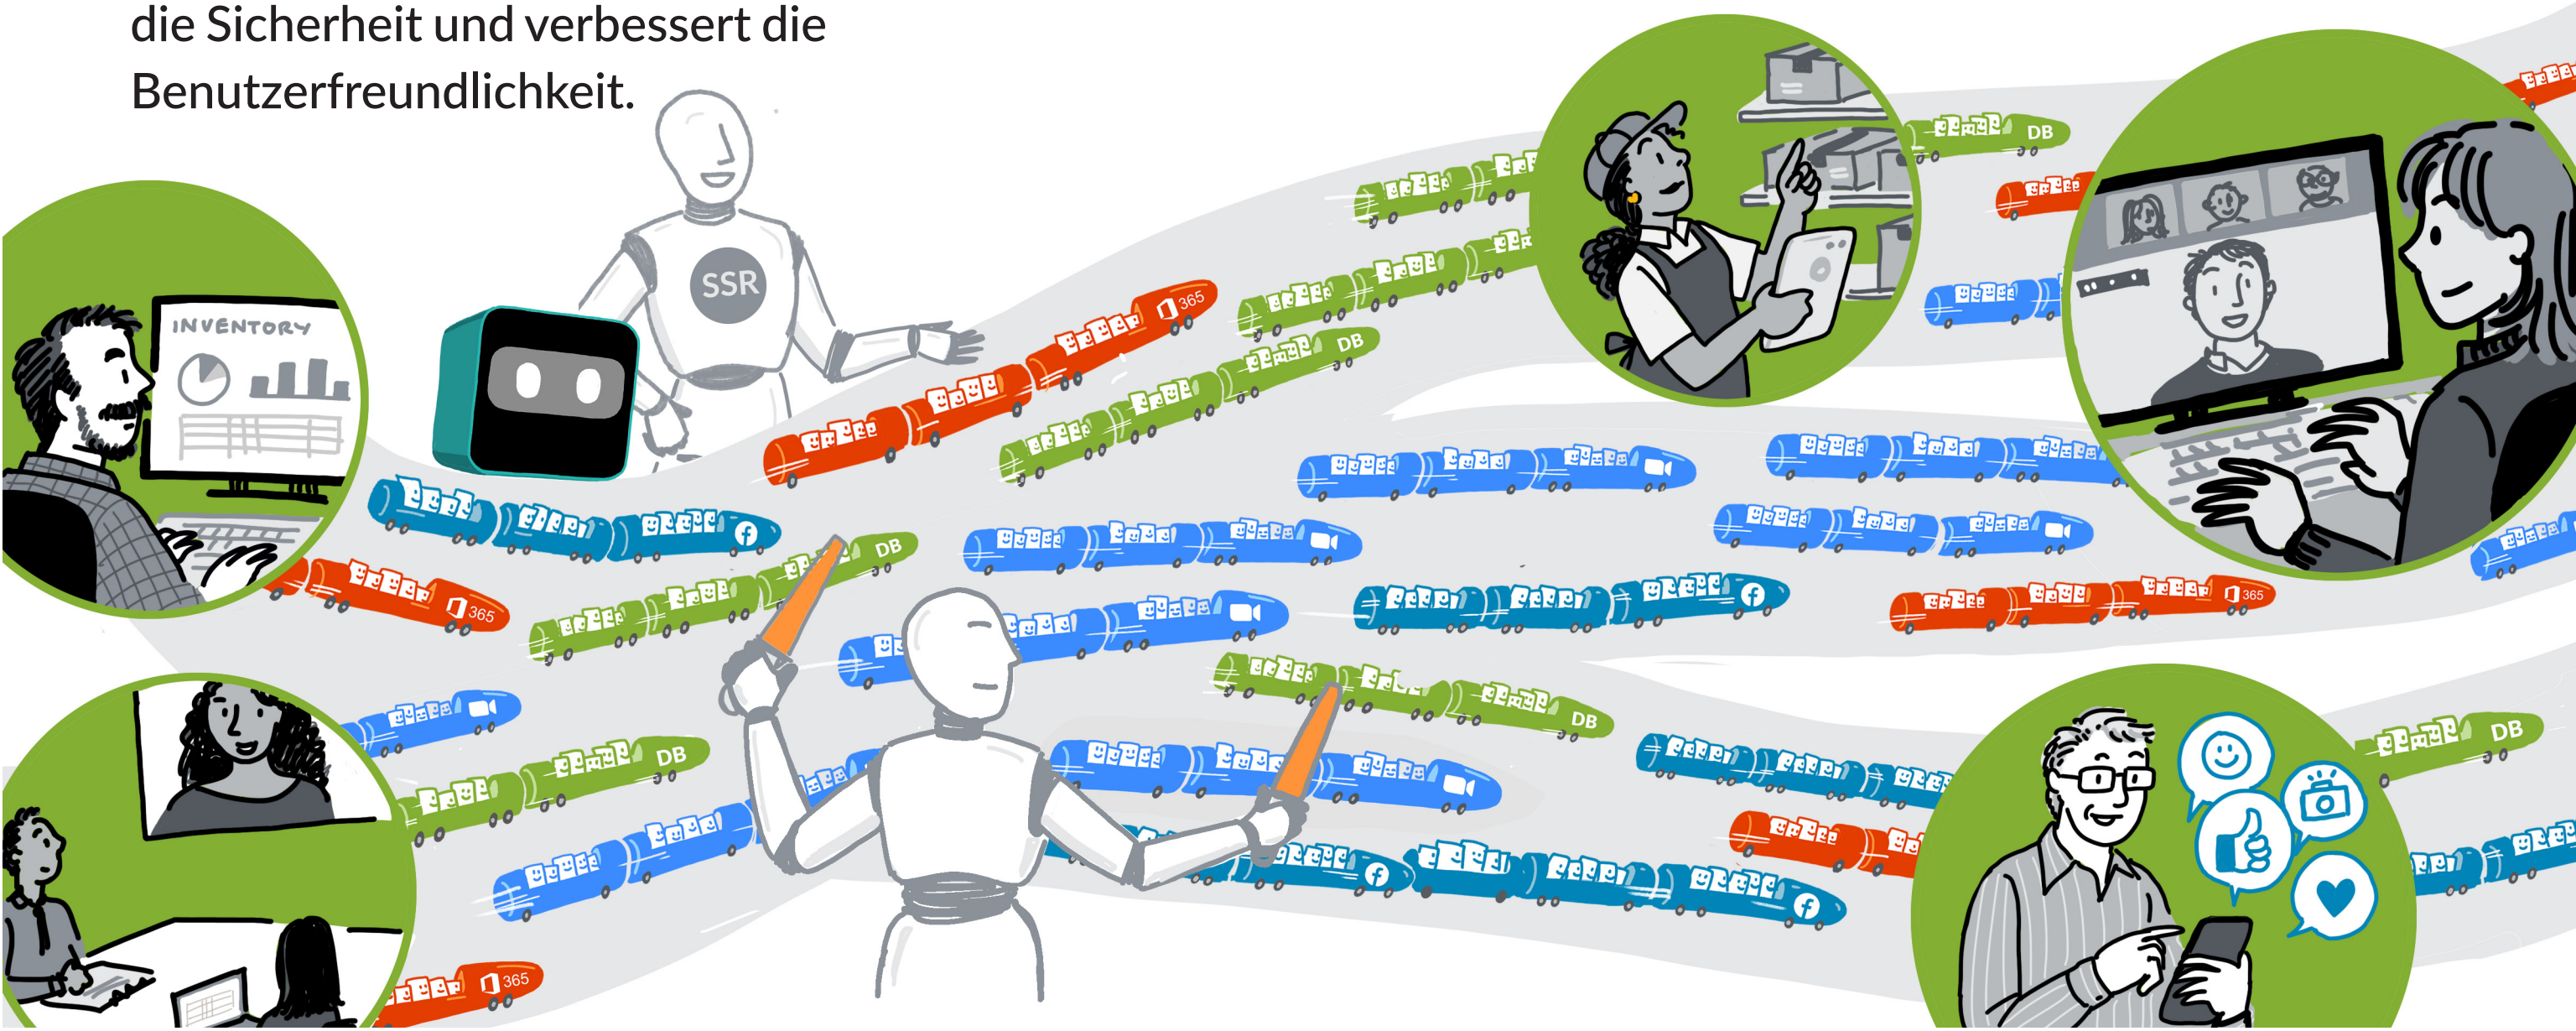 die Sicherheit und verbessert die
Benutzerfreundlichkeit.
SSR
INVENTORY
DB
365
DB
DB
365
365
DB
DB
DB
365